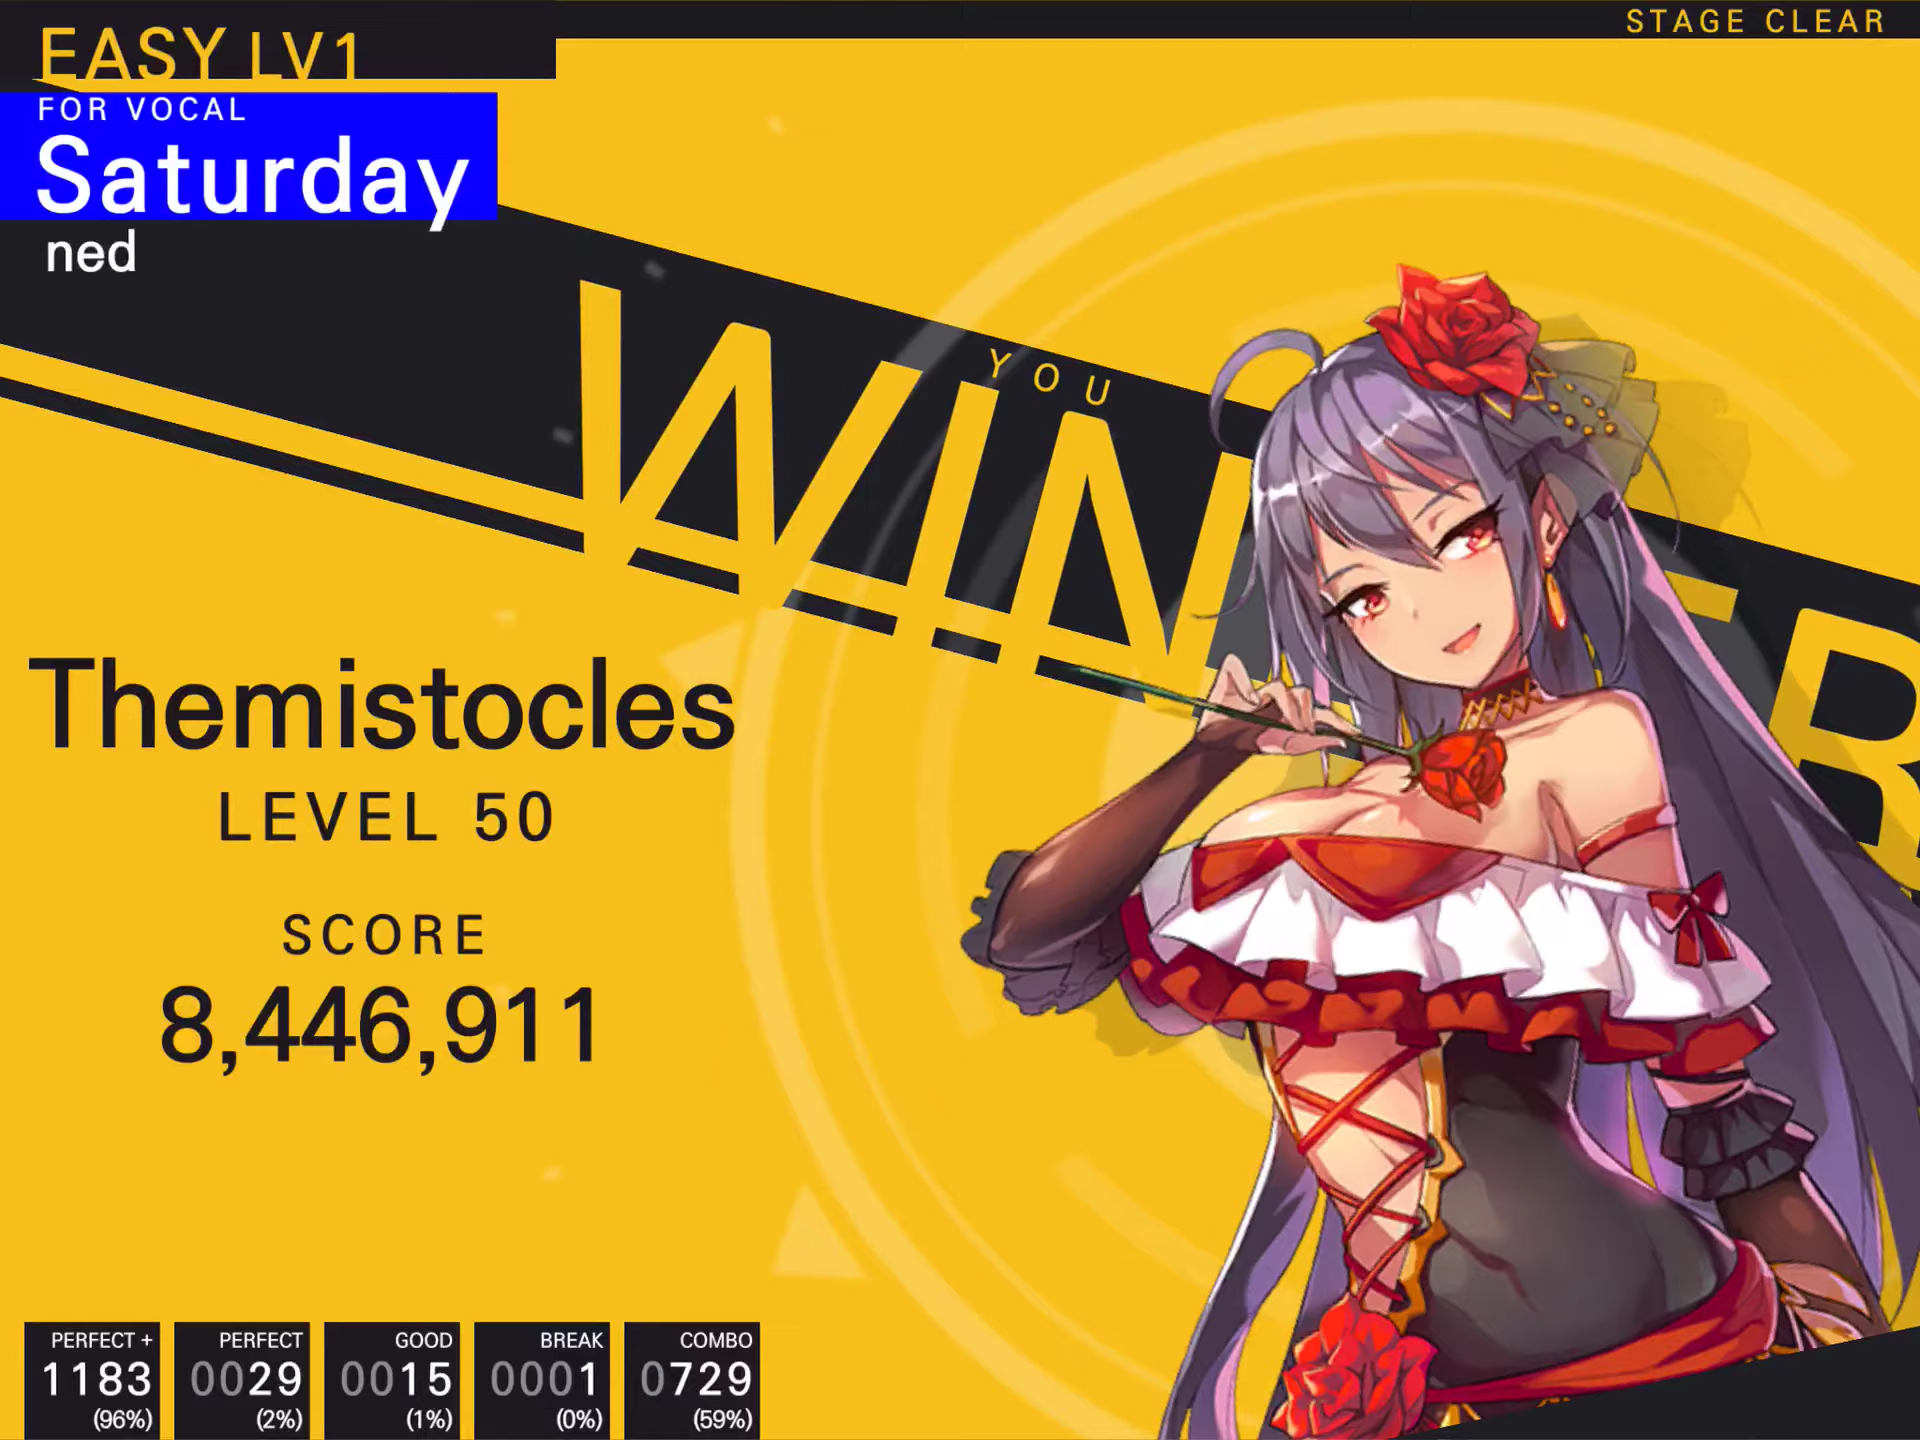 EASY LV1
STAGE CLEAR
FOR VOCAL
Saturday
ned
YOU
WINNER
Themistocles
LEVEL 50
SCORE
8,446,911
PERFECT +
1183
(96%)
PERFECT
0029
(2%)
GOOD
0015
(1%)
BREAK
0001
(0%)
COMBO
0729
(59%)